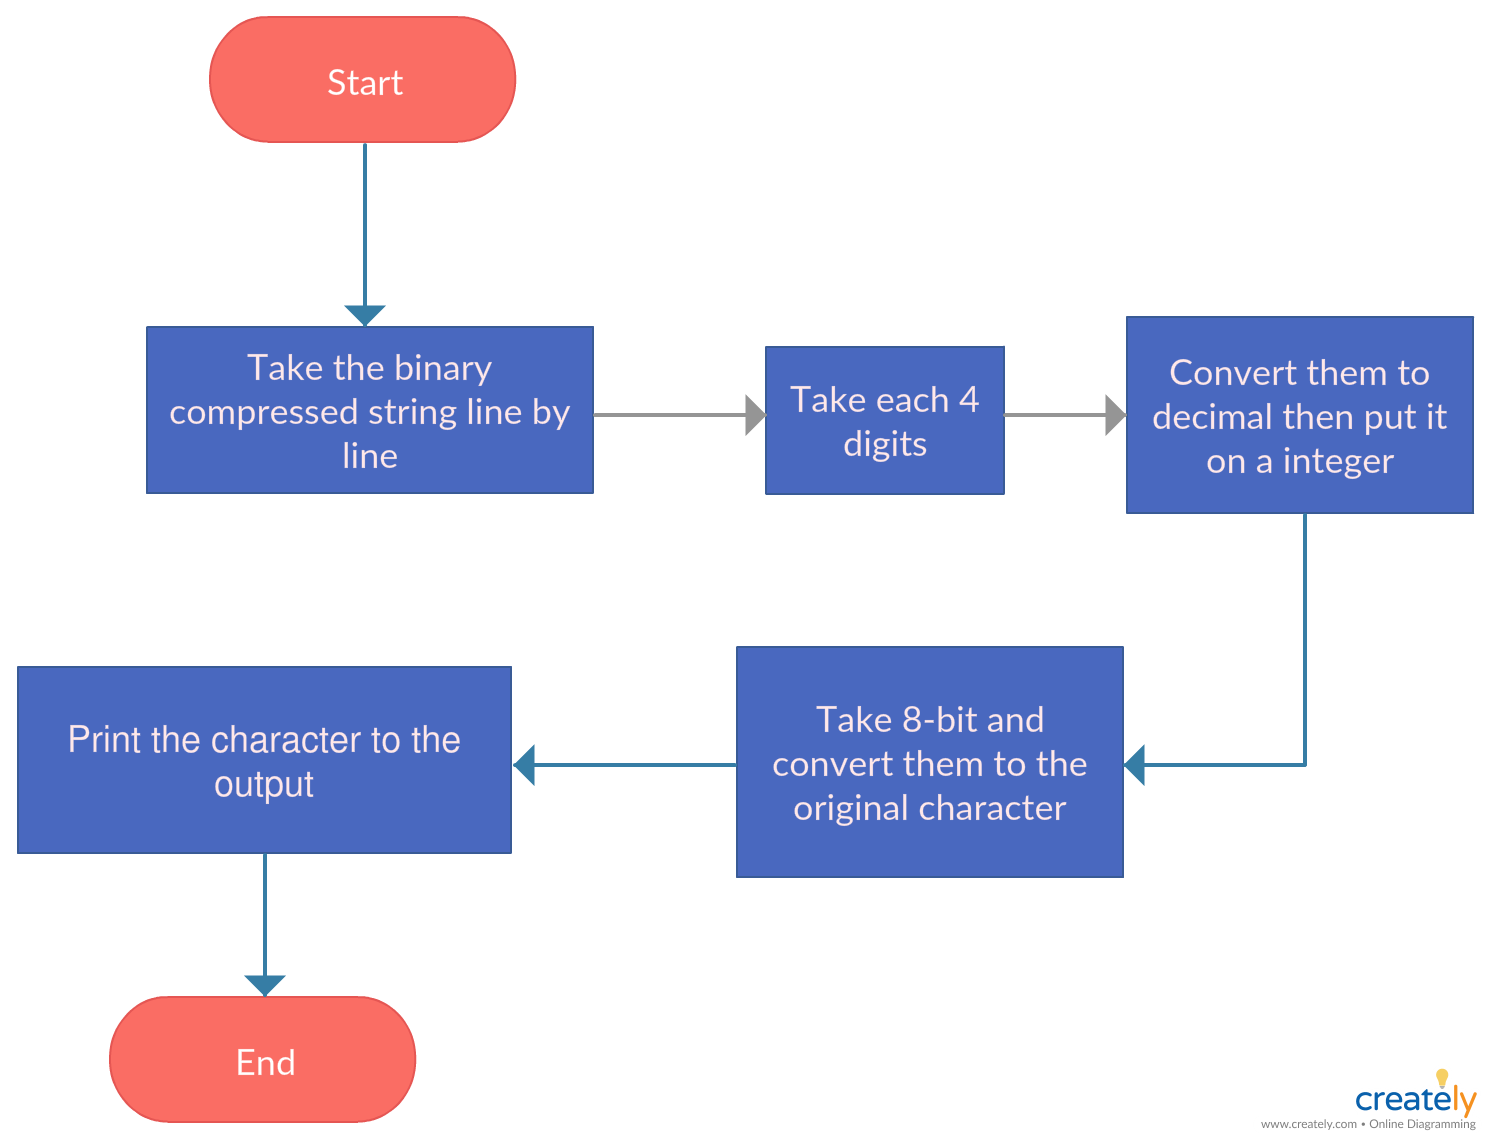 Start
Take the binary
compressed string line by
line
Take each 4
digits
Convert them to
decimal then put it
on a integer
Take 8-bit and
convert them to the
original character
Print the character to the
output
End
creately
www.creately.com • Online Diagramming